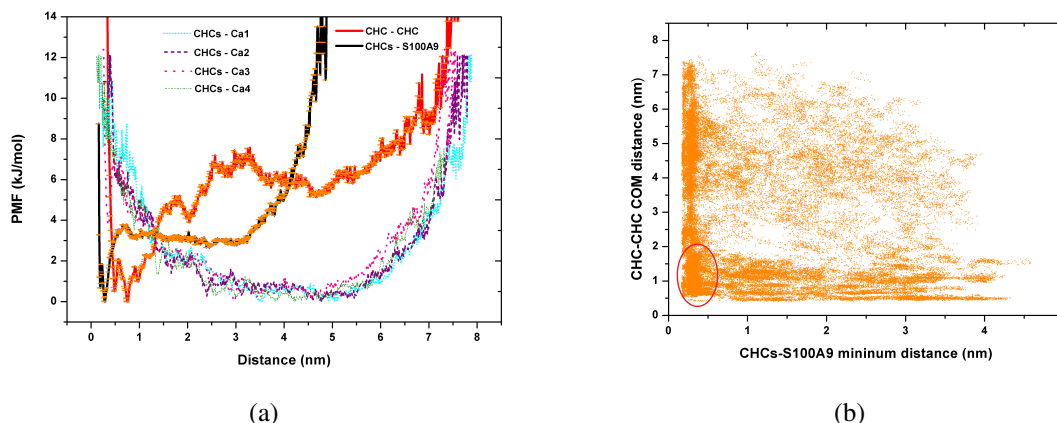 CHCs - Ca1
CHCs - Ca2
CHCs - Ca3
CHCs - Ca4
CHC - CHC
CHCs - S100A9
14
12
10
8
6
4
2
0
PMF (kJ/mol)
0 1 2 3 4 5 6 7 8
Distance (nm)
(a)
8
7
6
5
4
3
2
1
0
CHC-CHC COM distance (nm)
0 1 2 3 4
CHCs-S100A9 mininum distance (nm)
(b)